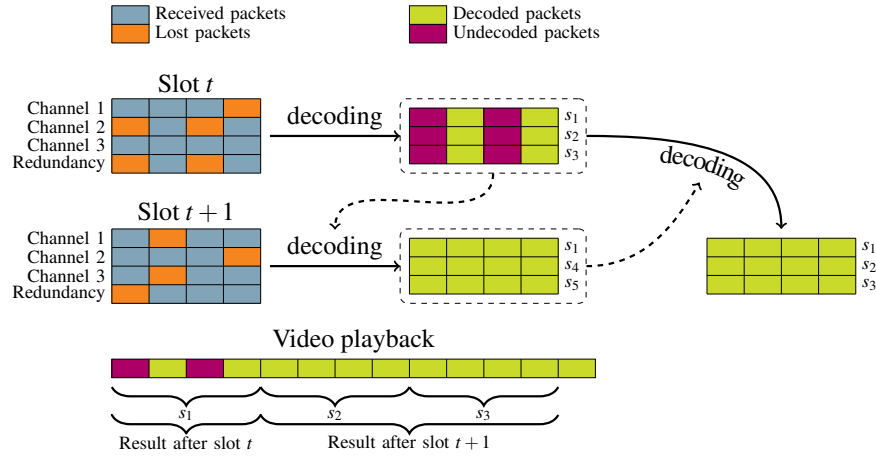 Received packets
Lost packets
Decoded packets
Undecoded packets
Slot t
Channel 1
Channel 2
Channel 3
Redundancy
decoding
s1
s2
s3
decoding
Slot t + 1
Channel 1
Channel 2
Channel 3
Redundancy
decoding
s1
s4
s5
s1
s2
s3
Video playback
s1
s2
s3
Result after slot t
Result after slot t + 1